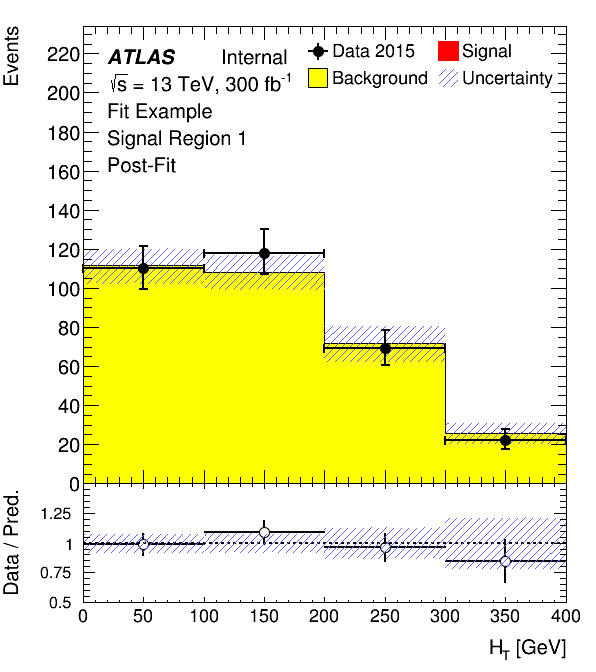 Events
220
200
180
160
140
120
100
80
60
40
20
0
ATLAS Internal
√s = 13 TeV, 300 fb⁻¹
Fit Example
Signal Region 1
Post-Fit
Data 2015 Signal
Background Uncertainty
Data / Pred.
1.25
1
0.75
0.5
0 50 100 150 200 250 300 350 400
H_T [GeV]